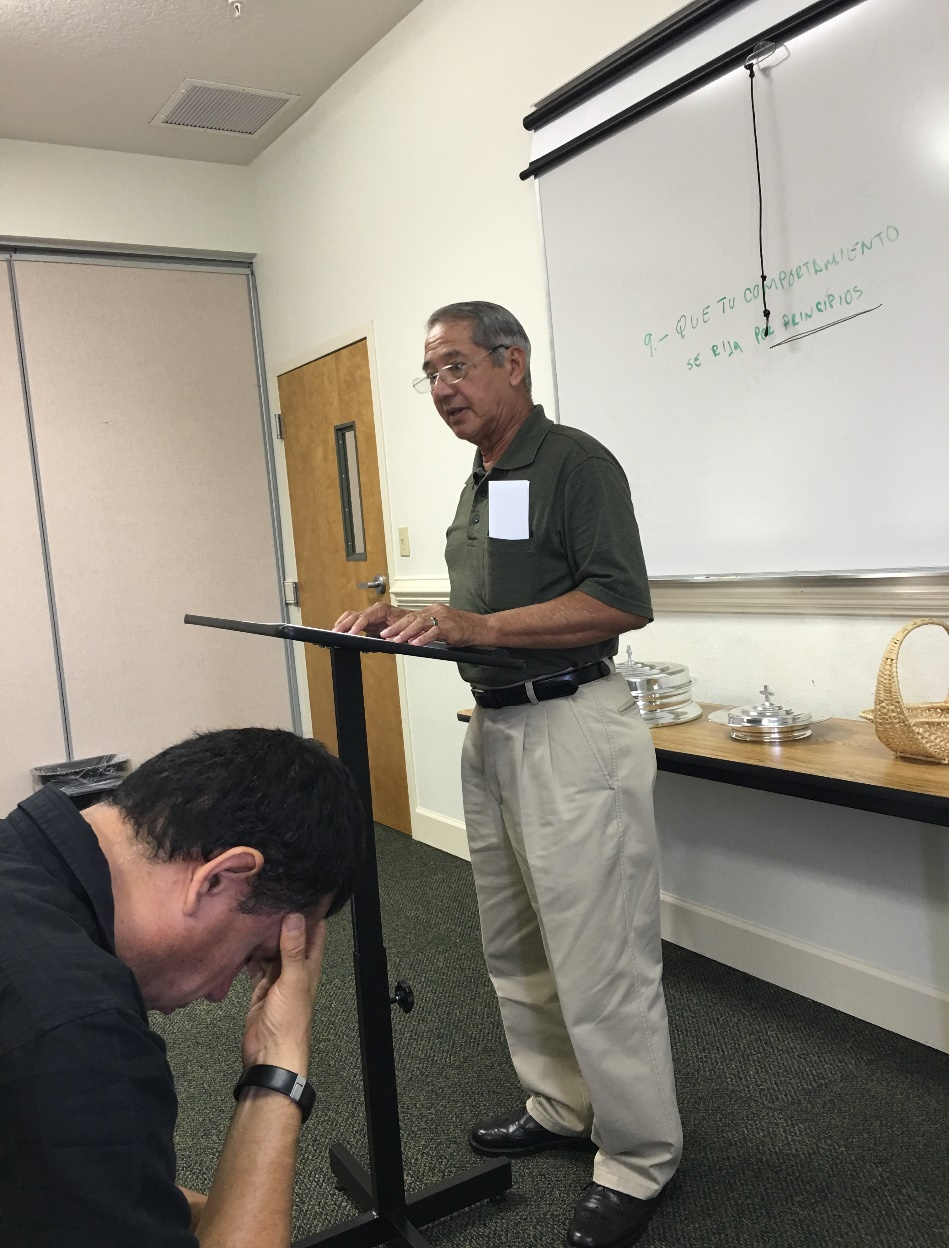 9.- QUE TU COMPORTAMIENTO
SE RIJA POR PRINCIPIOS